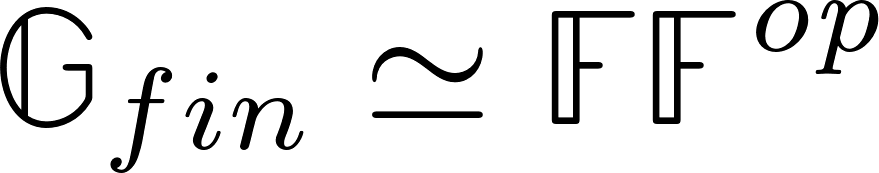 𝔾_{fin} ≃ 𝔽𝔽^{op}